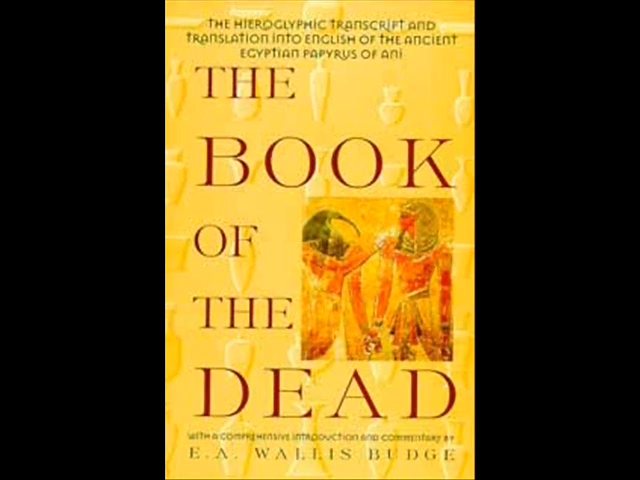 THE HIEROGLYPHIC TRANSCRIPT AND
TRANSLATION INTO ENGLISH OF THE ANCIENT
EGYPTIAN PAPYRUS OF ANI
THE
BOOK
OF
THE
DEAD
WITH A COMPREHENSIVE INTRODUCTION AND COMMENTARY BY
E.A. WALLIS BUDGE